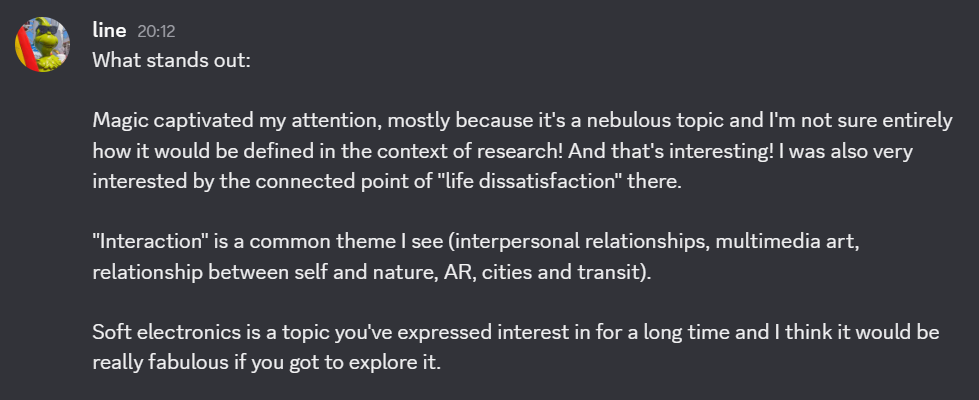 line 20:12
What stands out:
Magic captivated my attention, mostly because it's a nebulous topic and I'm not sure entirely
how it would be defined in the context of research! And that's interesting! I was also very
interested by the connected point of "life dissatisfaction" there.
"Interaction" is a common theme I see (interpersonal relationships, multimedia art,
relationship between self and nature, AR, cities and transit).
Soft electronics is a topic you've expressed interest in for a long time and I think it would be
really fabulous if you got to explore it.